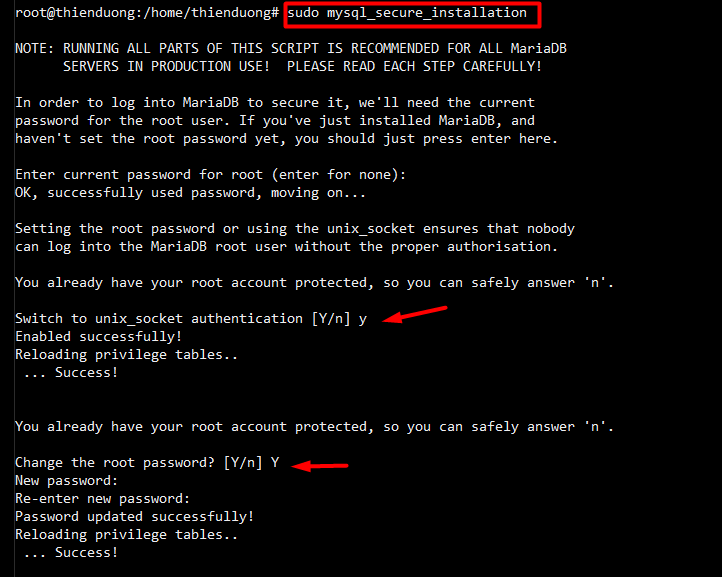 root@thienduong:/home/thienduong# sudo mysql_secure_installation
NOTE: RUNNING ALL PARTS OF THIS SCRIPT IS RECOMMENDED FOR ALL MariaDB
SERVERS IN PRODUCTION USE!  PLEASE READ EACH STEP CAREFULLY!
In order to log into MariaDB to secure it, we'll need the current
password for the root user. If you've just installed MariaDB, and
haven't set the root password yet, you should just press enter here.
Enter current password for root (enter for none):
OK, successfully used password, moving on...
Setting the root password or using the unix_socket ensures that nobody
can log into the MariaDB root user without the proper authorisation.
You already have your root account protected, so you can safely answer 'n'.
Switch to unix_socket authentication [Y/n] y
Enabled successfully!
Reloading privilege tables..
... Success!
You already have your root account protected, so you can safely answer 'n'.
Change the root password? [Y/n] Y
New password:
Re-enter new password:
Password updated successfully!
Reloading privilege tables..
... Success!